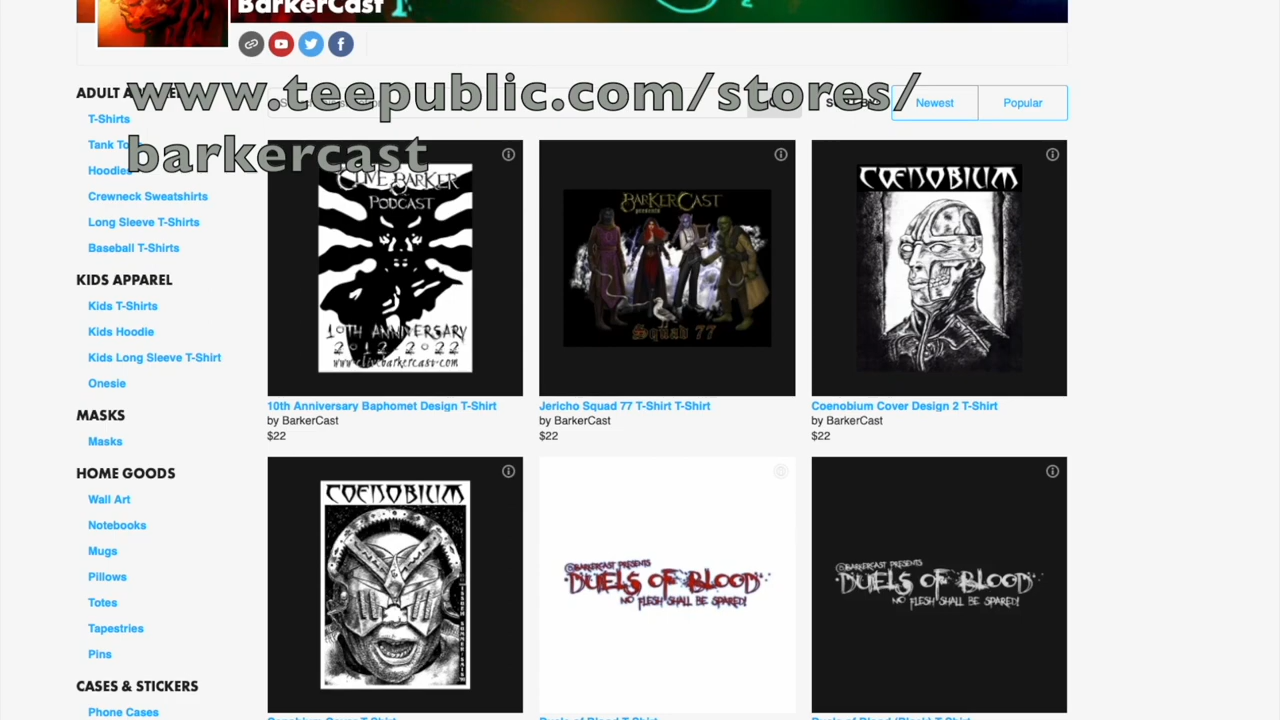 BarkerCast
www.teepublic.com/stores/
barkercast
ADULT A
T-Shirts
Tank To
Hoodies
Crewneck Sweatshirts
Long Sleeve T-Shirts
Baseball T-Shirts
KIDS APPAREL
Kids T-Shirts
Kids Hoodie
Kids Long Sleeve T-Shirt
Onesie
MASKS
Masks
HOME GOODS
Wall Art
Notebooks
Mugs
Pillows
Totes
Tapestries
Pins
CASES & STICKERS
Phone Cases
Newest
Popular
CLIVE BARKER
PODCAST
10TH ANNIVERSARY
2012 2022
www.clivebarkercast.com
10th Anniversary Baphomet Design T-Shirt
by BarkerCast
$22
BARKERCAST
presents
Squad 77
Jericho Squad 77 T-Shirt T-Shirt
by BarkerCast
$22
COENOBIUM
Coenobium Cover Design 2 T-Shirt
by BarkerCast
$22
COENOBIUM
@BARKERCAST PRESENTS
DUELS OF BLOOD
NO FLESH SHALL BE SPARED!
@BARKERCAST PRESENTS
DUELS OF BLOOD
NO FLESH SHALL BE SPARED!